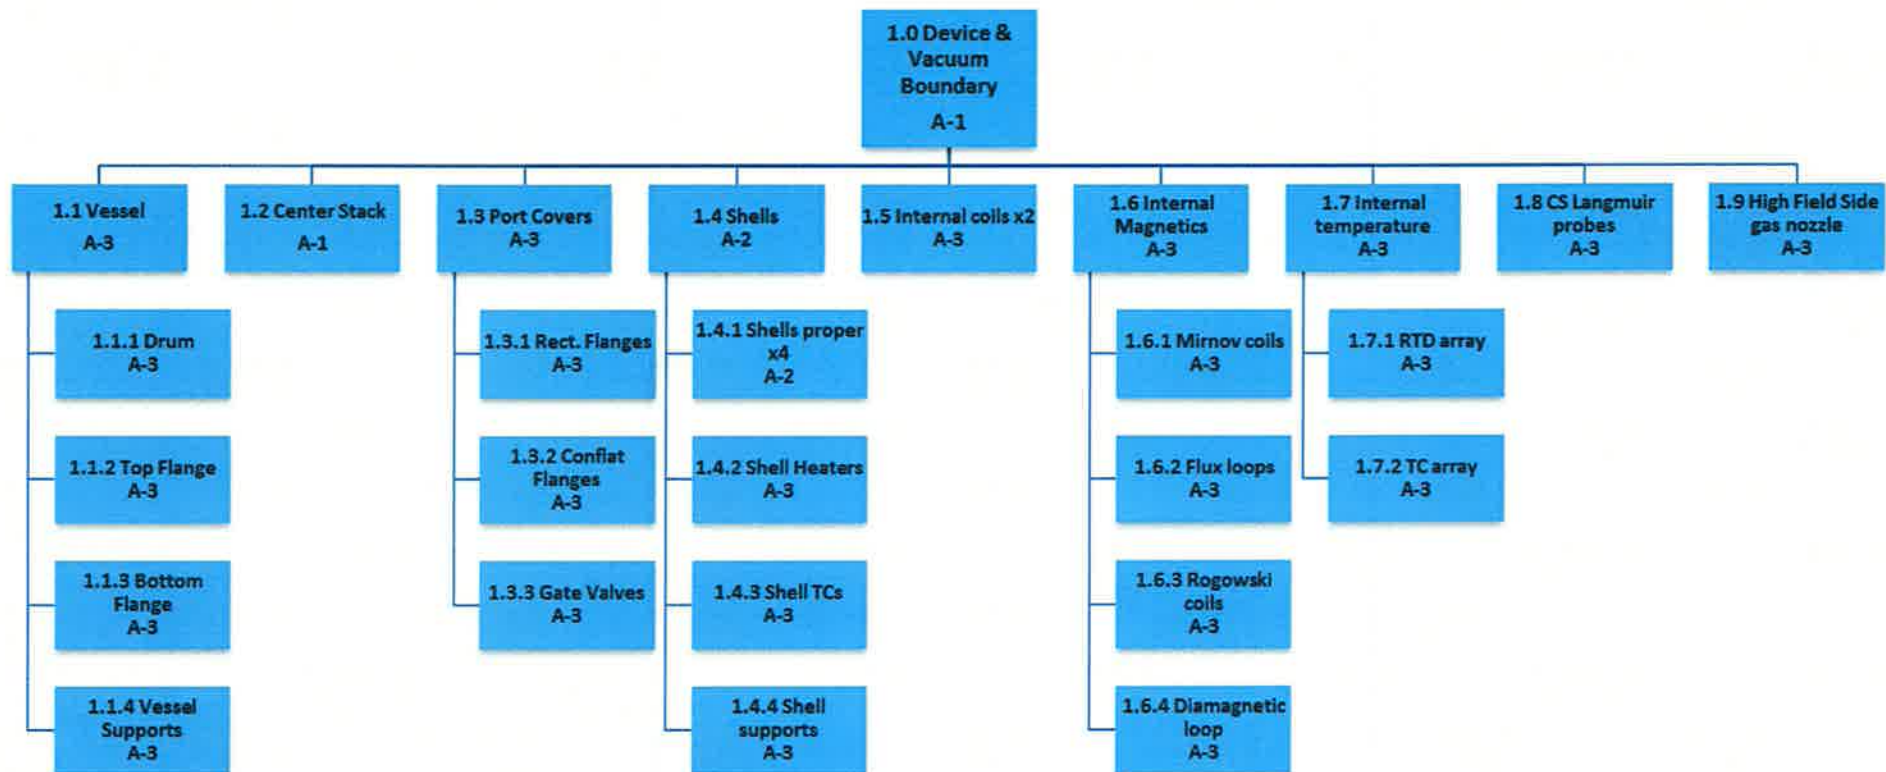 1.0 Device &
Vacuum
Boundary
A-1
1.1 Vessel
A-3
1.2 Center Stack
A-1
1.3 Port Covers
A-3
1.4 Shells
A-2
1.5 Internal coils x2
A-3
1.6 Internal
Magnetics
A-3
1.7 Internal
temperature
A-3
1.8 CS Langmuir
probes
A-3
1.9 High Field Side
gas nozzle
A-3
1.1.1 Drum
A-3
1.1.2 Top Flange
A-3
1.1.3 Bottom
Flange
A-3
1.1.4 Vessel
Supports
A-3
1.3.1 Rect. Flanges
A-3
1.3.2 Conflat
Flanges
A-3
1.3.3 Gate Valves
A-3
1.4.1 Shells proper
x4
A-2
1.4.2 Shell Heaters
A-3
1.4.3 Shell TCs
A-3
1.4.4 Shell
supports
A-3
1.6.1 Mirnov coils
A-3
1.6.2 Flux loops
A-3
1.6.3 Rogowski
coils
A-3
1.6.4 Diamagnetic
loop
A-3
1.7.1 RTD array
A-3
1.7.2 TC array
A-3